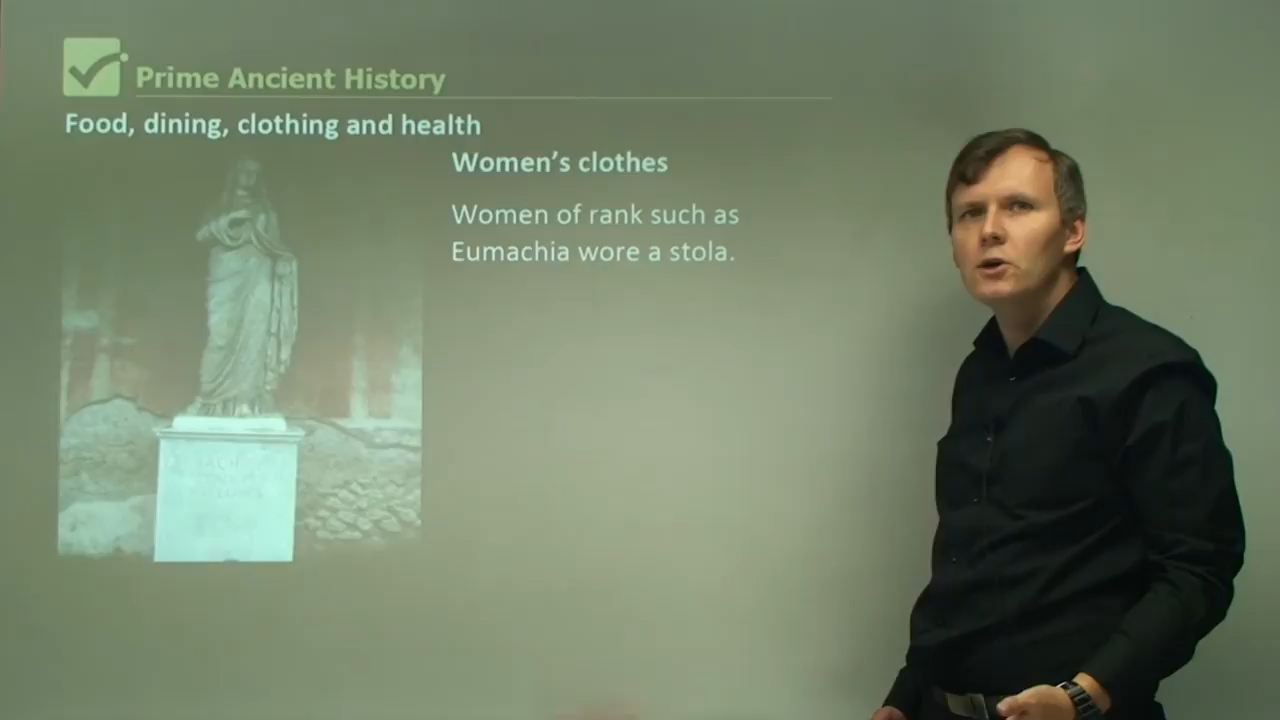 Prime Ancient History
Food, dining, clothing and health
Women's clothes
Women of rank such as
Eumachia wore a stola.